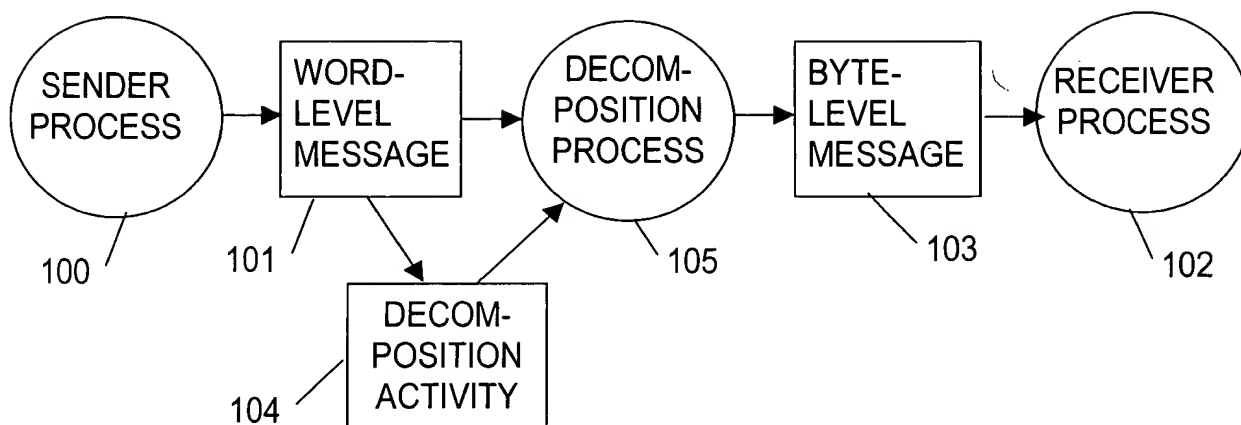 SENDER
PROCESS
WORD-
LEVEL
MESSAGE
DECOM-
POSITION
PROCESS
BYTE-
LEVEL
MESSAGE
RECEIVER
PROCESS
100
101
105
103
102
DECOM-
POSITION
ACTIVITY
104